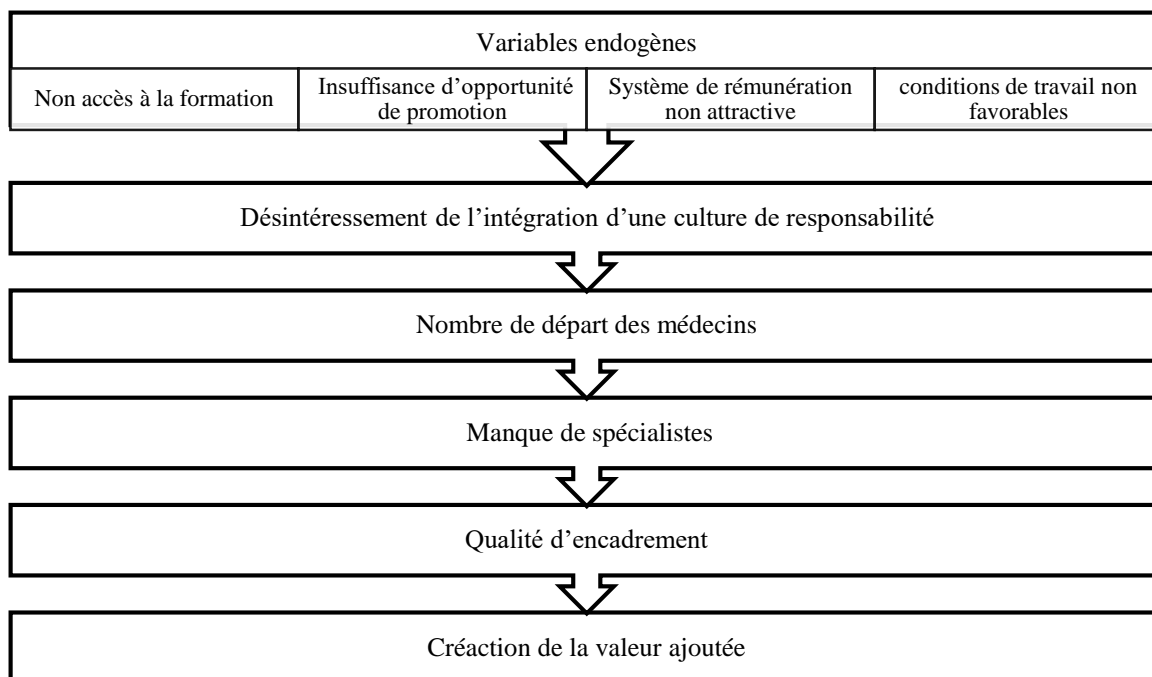 Variables endogènes
Non accès à la formation
Insuffisance d'opportunité
de promotion
Système de rémunération
non attractive
conditions de travail non
favorables
Désintéressement de l'intégration d'une culture de responsabilité
Nombre de départ des médecins
Manque de spécialistes
Qualité d'encadrement
Créaction de la valeur ajoutée